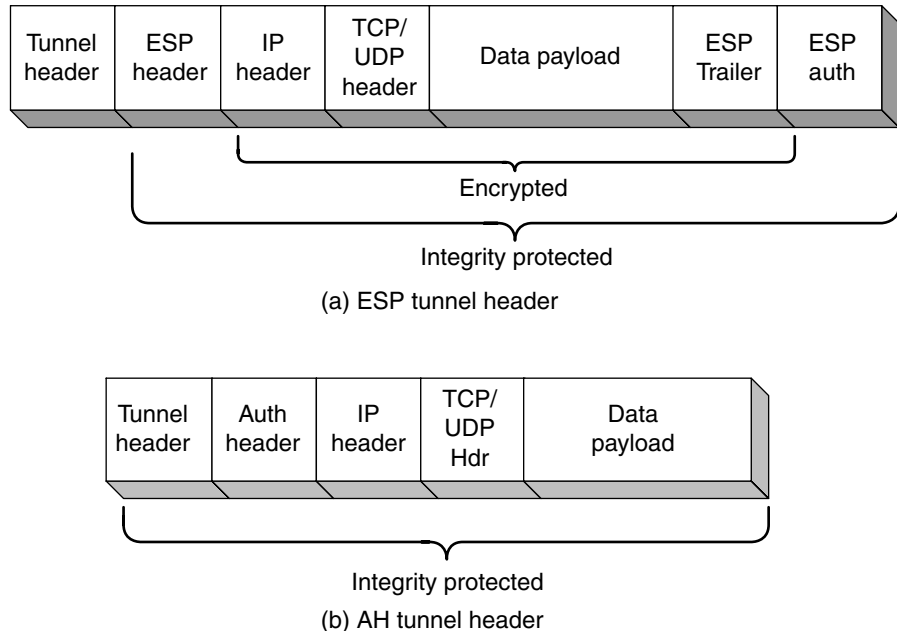 Tunnel header
ESP header
IP header
TCP/ UDP header
Data payload
ESP Trailer
ESP auth
Encrypted
Integrity protected
(a) ESP tunnel header
Tunnel header
Auth header
IP header
TCP/ UDP Hdr
Data payload
Integrity protected
(b) AH tunnel header